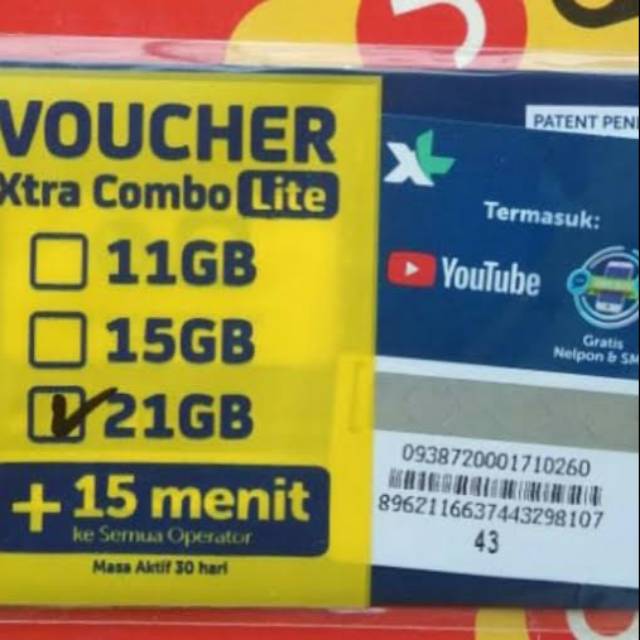 VOUCHER
Xtra Combo Lite
11GB
15GB
21GB
+ 15 menit
ke Semua Operator
Masa Aktif 30 hari
PATENT PEN
XL
Termasuk:
YouTube
Gratis
Nelpon & SM
0938720001710260
8962116637443298107
43